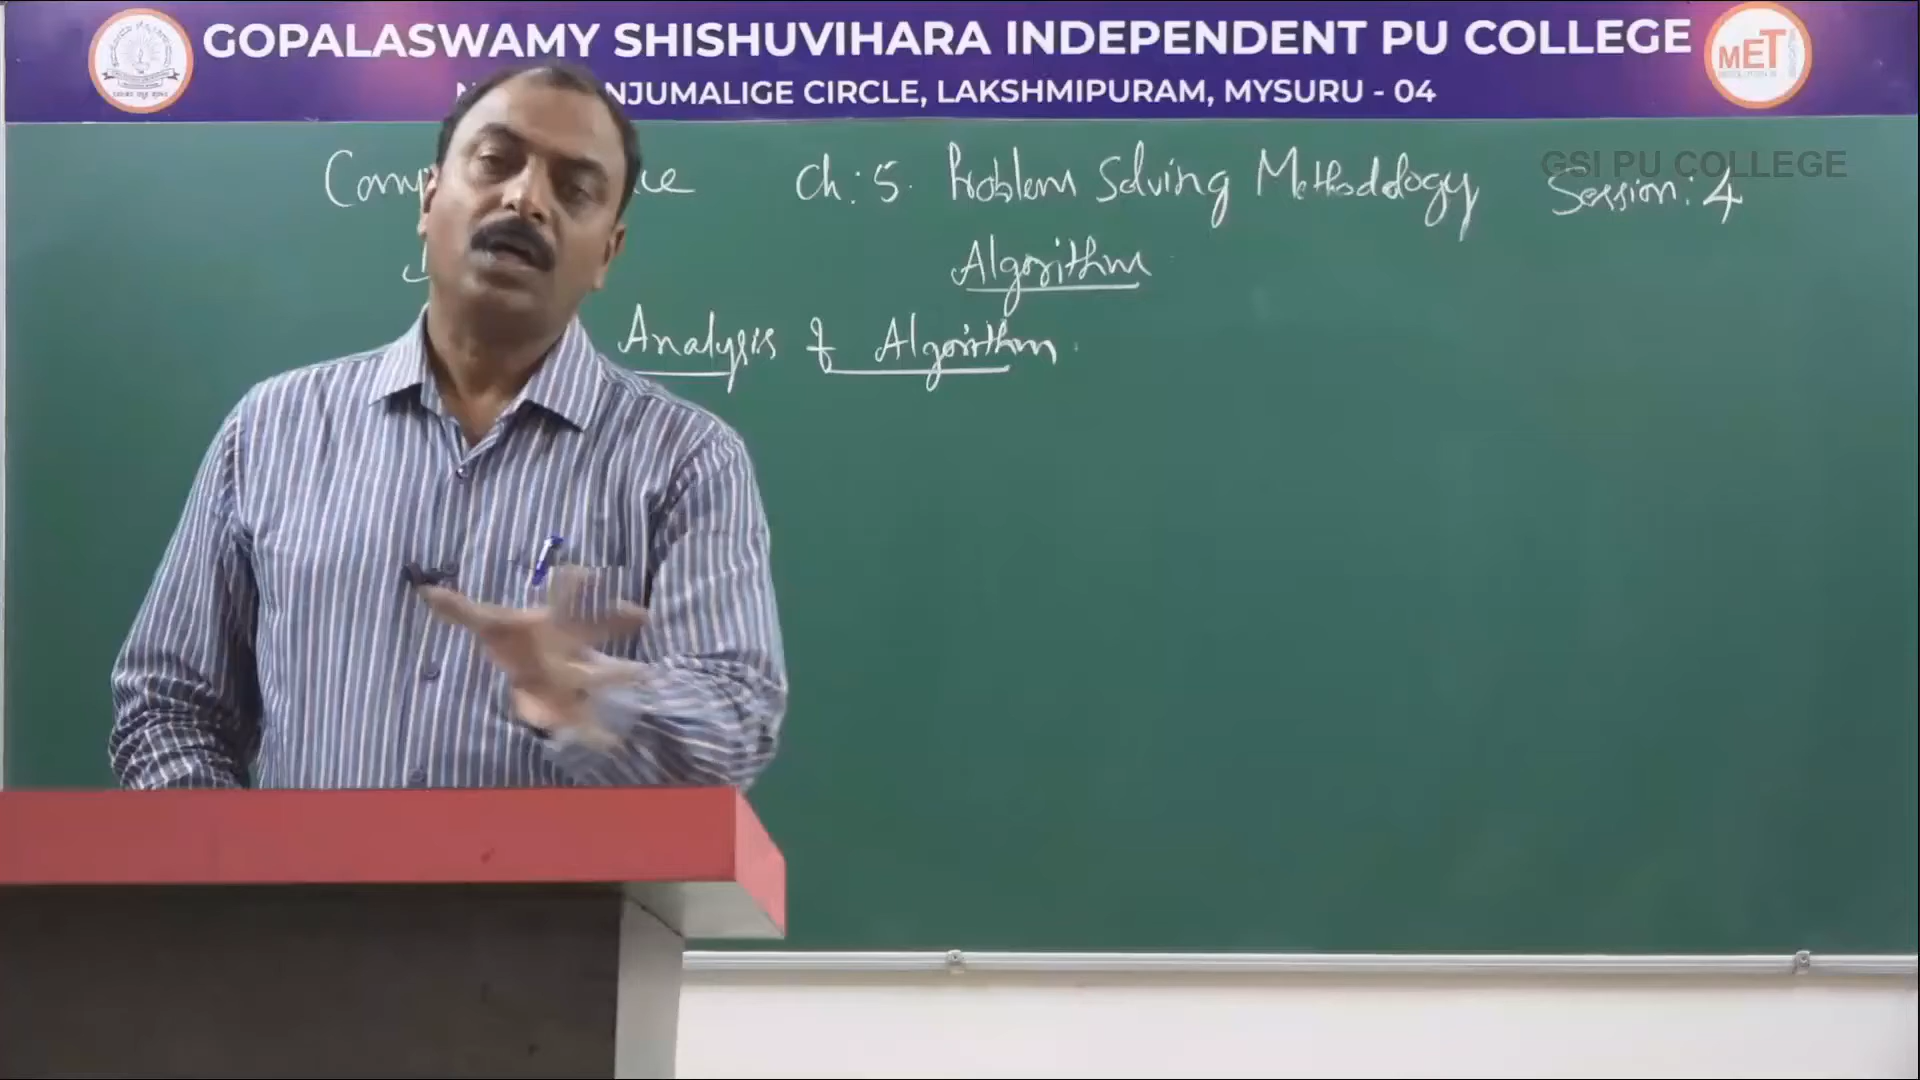 GOPALASWAMY SHISHUVIHARA INDEPENDENT PU COLLEGE
NJUMALIGE CIRCLE, LAKSHMIPURAM, MYSURU - 04
MET
GSI PU COLLEGE
Ch: 5. Problem Solving Methodology Session: 4
Algorithm
Analysis of Algorithm.